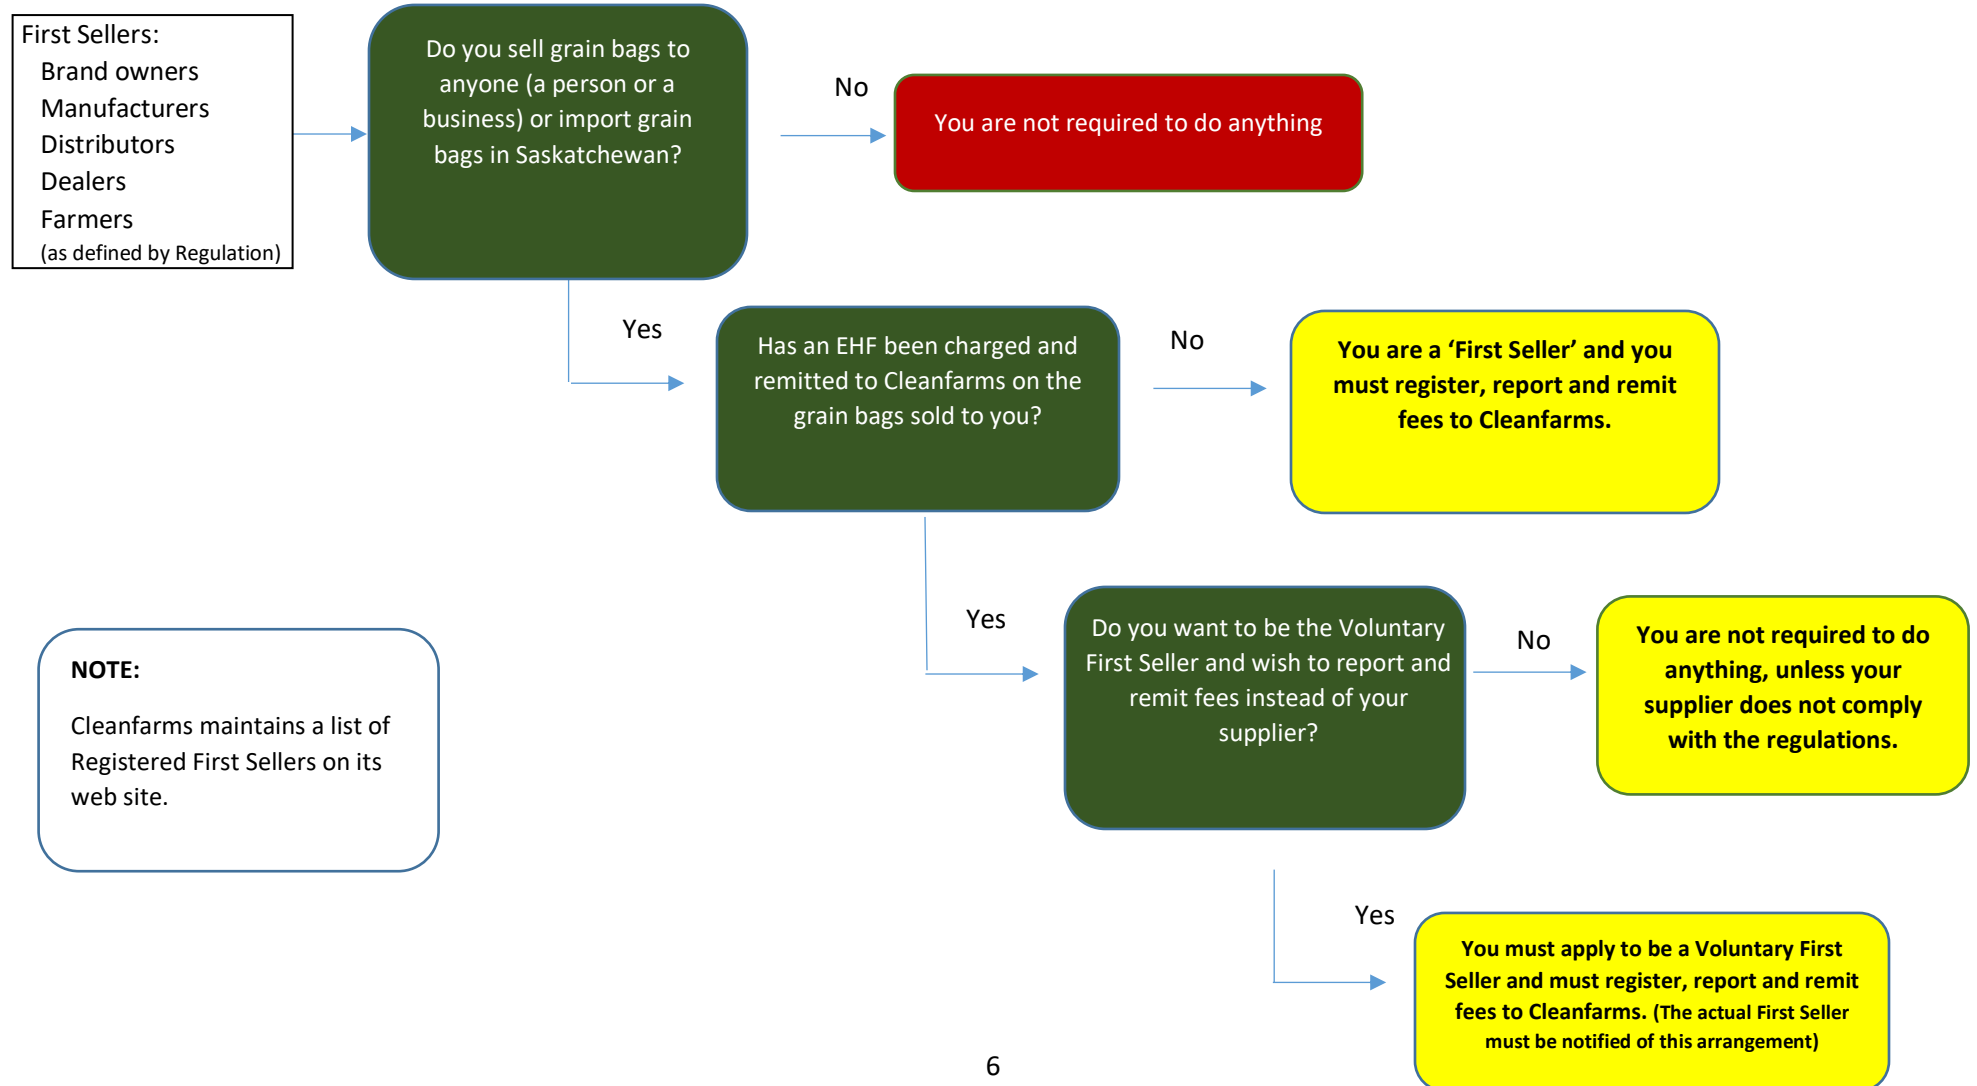 First Sellers:
Brand owners
Manufacturers
Distributors
Dealers
Farmers
(as defined by Regulation)
Do you sell grain bags to
anyone (a person or a
business) or import grain
bags in Saskatchewan?
No
You are not required to do anything
Yes
Has an EHF been charged and
remitted to Cleanfarms on the
grain bags sold to you?
No
You are a ‘First Seller’ and you
must register, report and remit
fees to Cleanfarms.
Yes
Do you want to be the Voluntary
First Seller and wish to report and
remit fees instead of your
supplier?
No
You are not required to do
anything, unless your
supplier does not comply
with the regulations.
NOTE:
Cleanfarms maintains a list of
Registered First Sellers on its
web site.
Yes
You must apply to be a Voluntary First
Seller and must register, report and remit
fees to Cleanfarms. (The actual First Seller
must be notified of this arrangement)
6